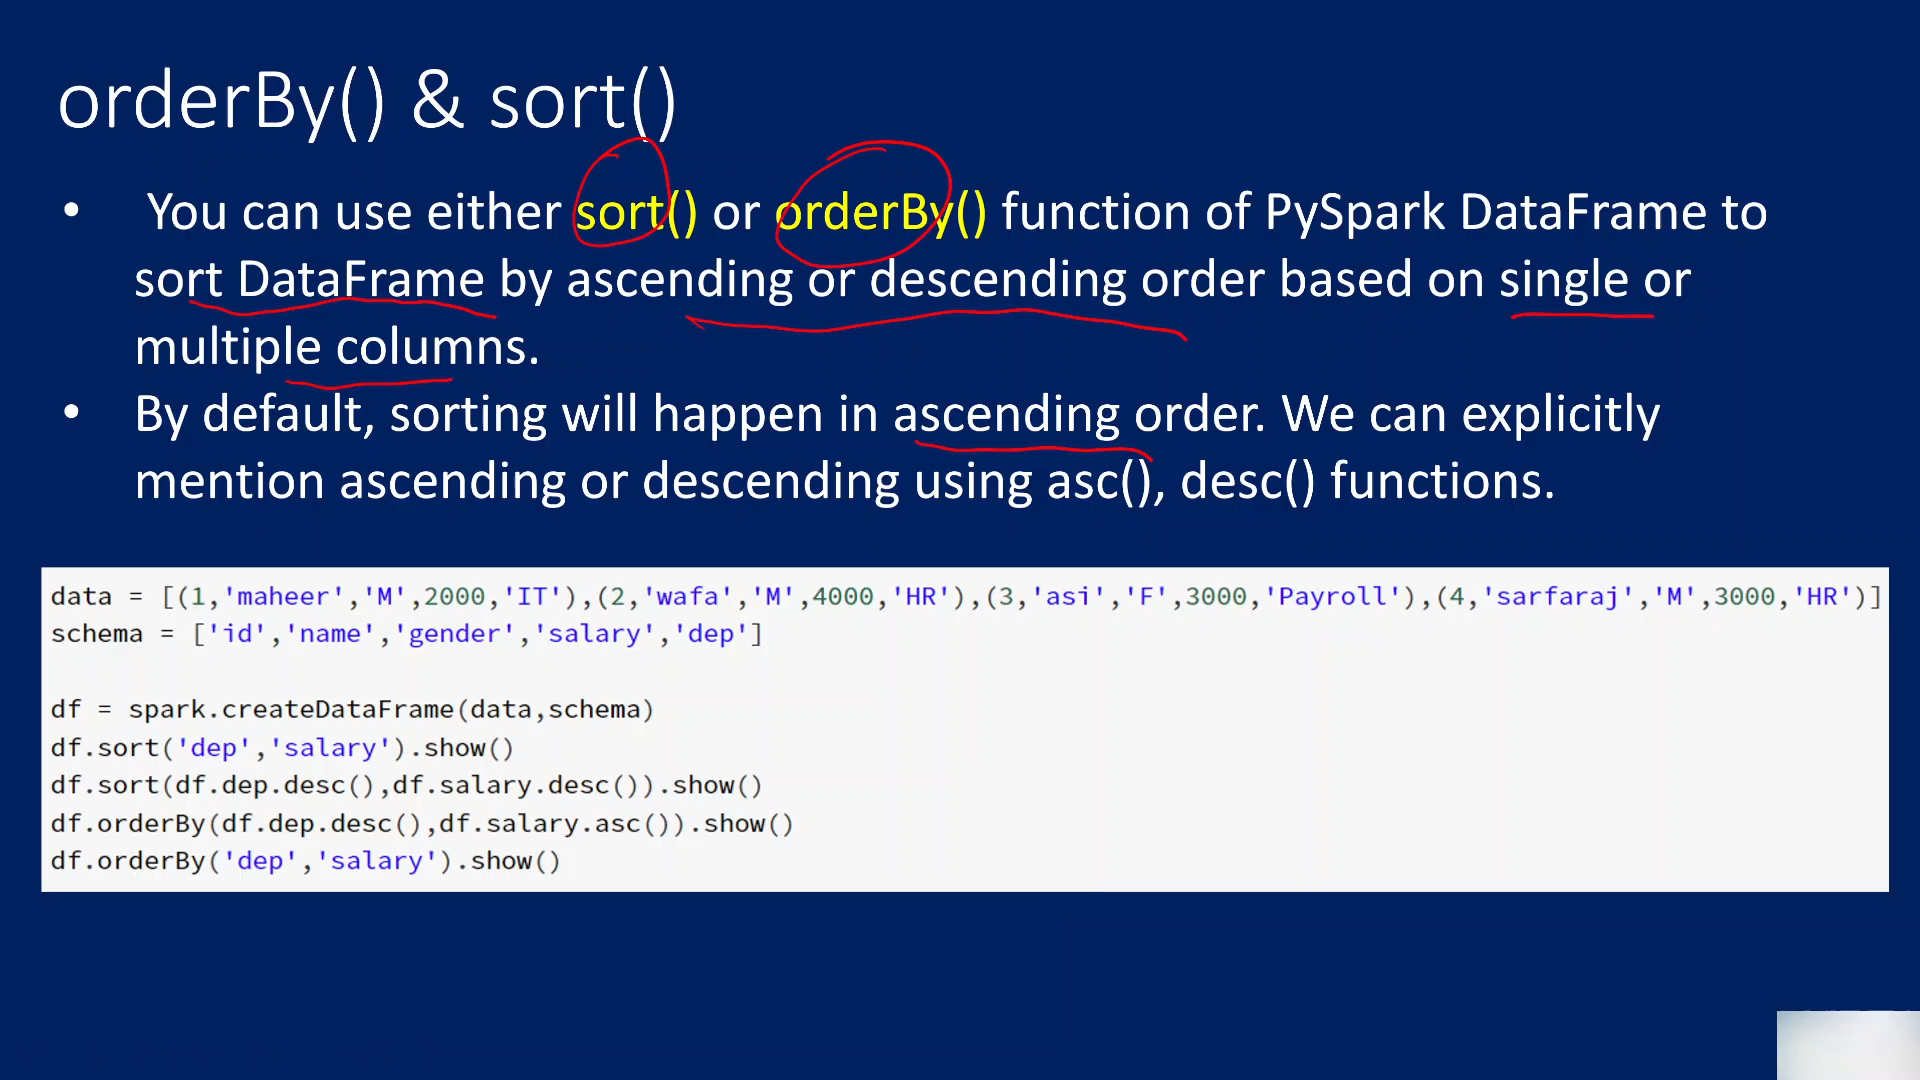 orderBy() & sort()
• You can use either sort() or orderBy() function of PySpark DataFrame to
sort DataFrame by ascending or descending order based on single or
multiple columns.
• By default, sorting will happen in ascending order. We can explicitly
mention ascending or descending using asc(), desc() functions.
data = [(1,'maheer','M',2000,'IT'),(2,'wafa','M',4000,'HR'),(3,'asi','F',3000,'Payroll'),(4,'sarfaraj','M',3000,'HR')]
schema = ['id','name','gender','salary','dep']
df = spark.createDataFrame(data,schema)
df.sort('dep','salary').show()
df.sort(df.dep.desc(),df.salary.desc()).show()
df.orderBy(df.dep.desc(),df.salary.asc()).show()
df.orderBy('dep','salary').show()